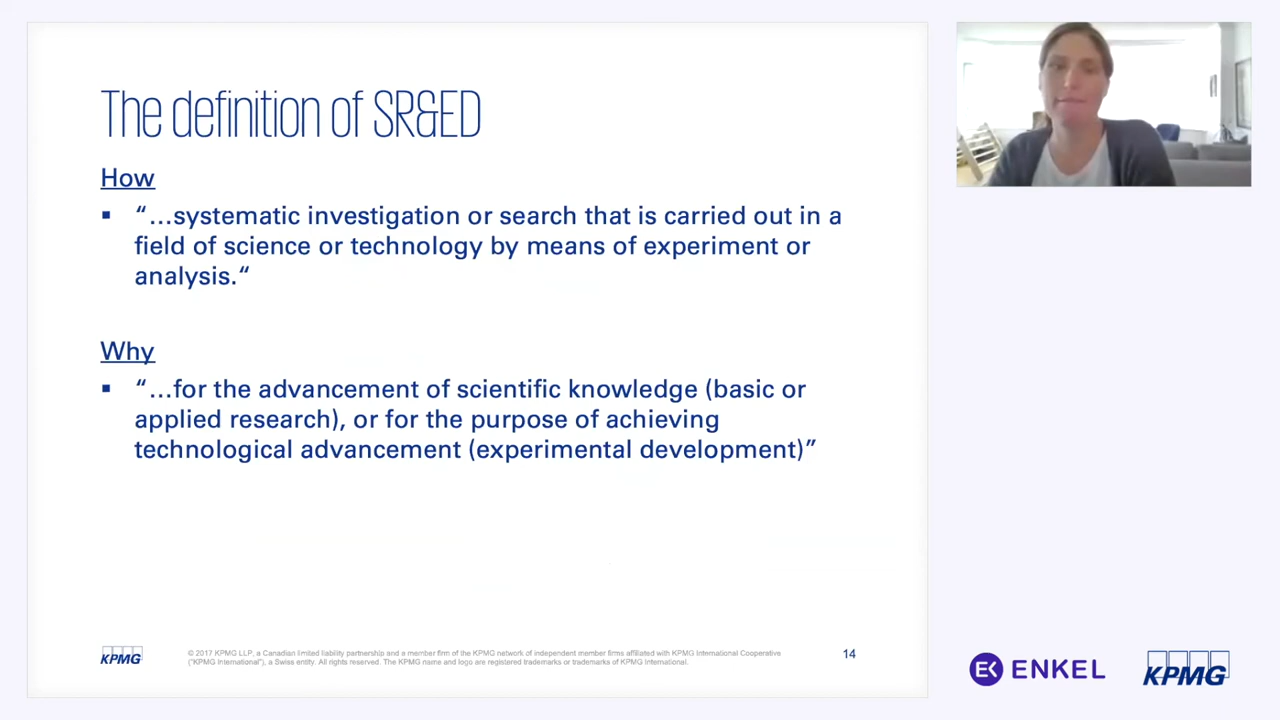 The definition of SR&ED
How
▪ “…systematic investigation or search that is carried out in a
field of science or technology by means of experiment or
analysis.“
Why
▪ “…for the advancement of scientific knowledge (basic or
applied research), or for the purpose of achieving
technological advancement (experimental development)”
KPMG
© 2017 KPMG LLP, a Canadian limited liability partnership and a member firm of the KPMG network of independent member firms affiliated with KPMG International Cooperative
(“KPMG International”), a Swiss entity. All rights reserved. The KPMG name and logo are registered trademarks or trademarks of KPMG International.
14
EK ENKEL
KPMG